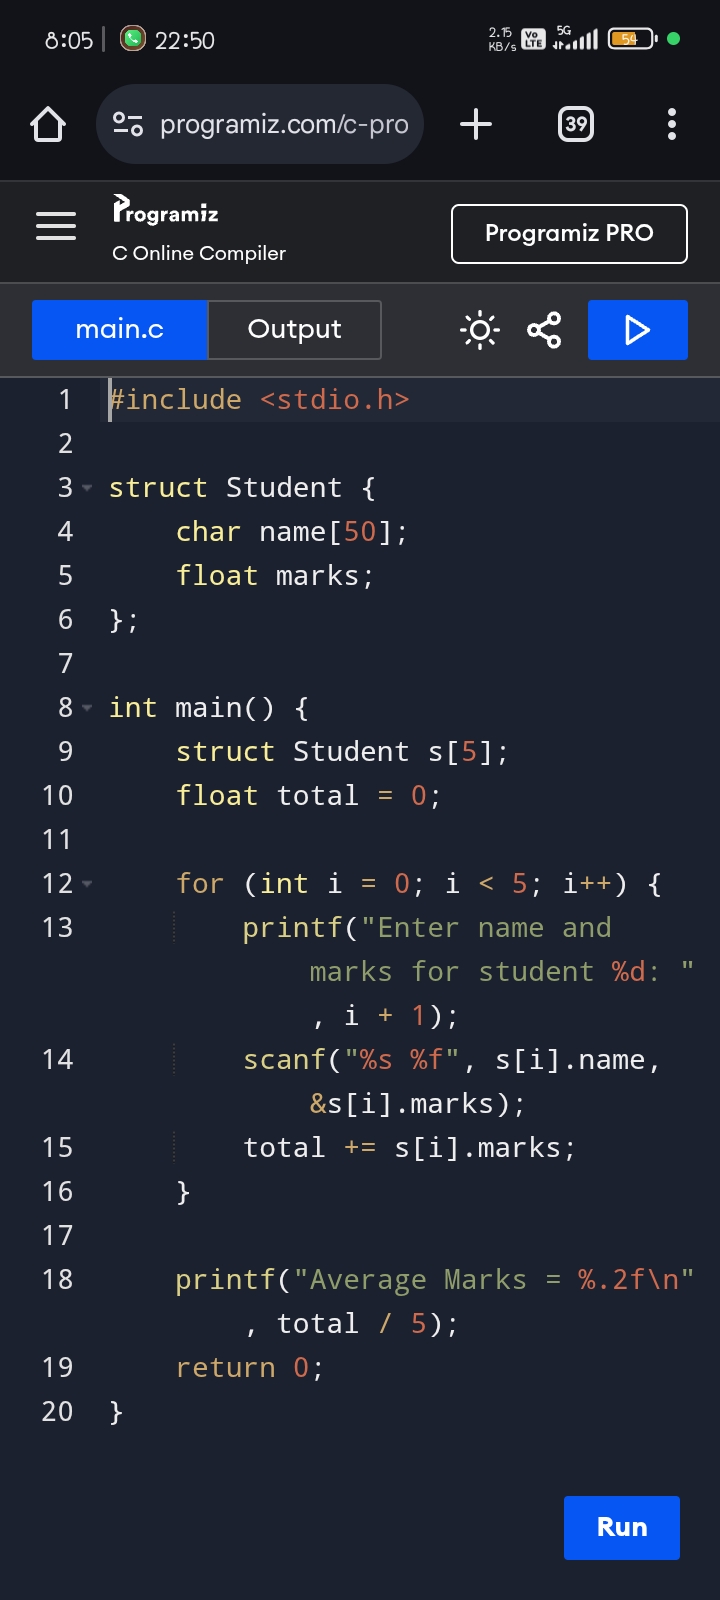 8:05 22:50 2.15 KB/s Vo LTE 5G 54
programiz.com/c-pro 39
Programiz
C Online Compiler
Programiz PRO
main.c Output
1 #include <stdio.h>
2
3 struct Student {
4     char name[50];
5     float marks;
6 };
7
8 int main() {
9     struct Student s[5];
10     float total = 0;
11
12     for (int i = 0; i < 5; i++) {
13         printf("Enter name and
marks for student %d: "
, i + 1);
14         scanf("%s %f", s[i].name,
&s[i].marks);
15         total += s[i].marks;
16     }
17
18     printf("Average Marks = %.2f\n"
, total / 5);
19     return 0;
20 }
Run